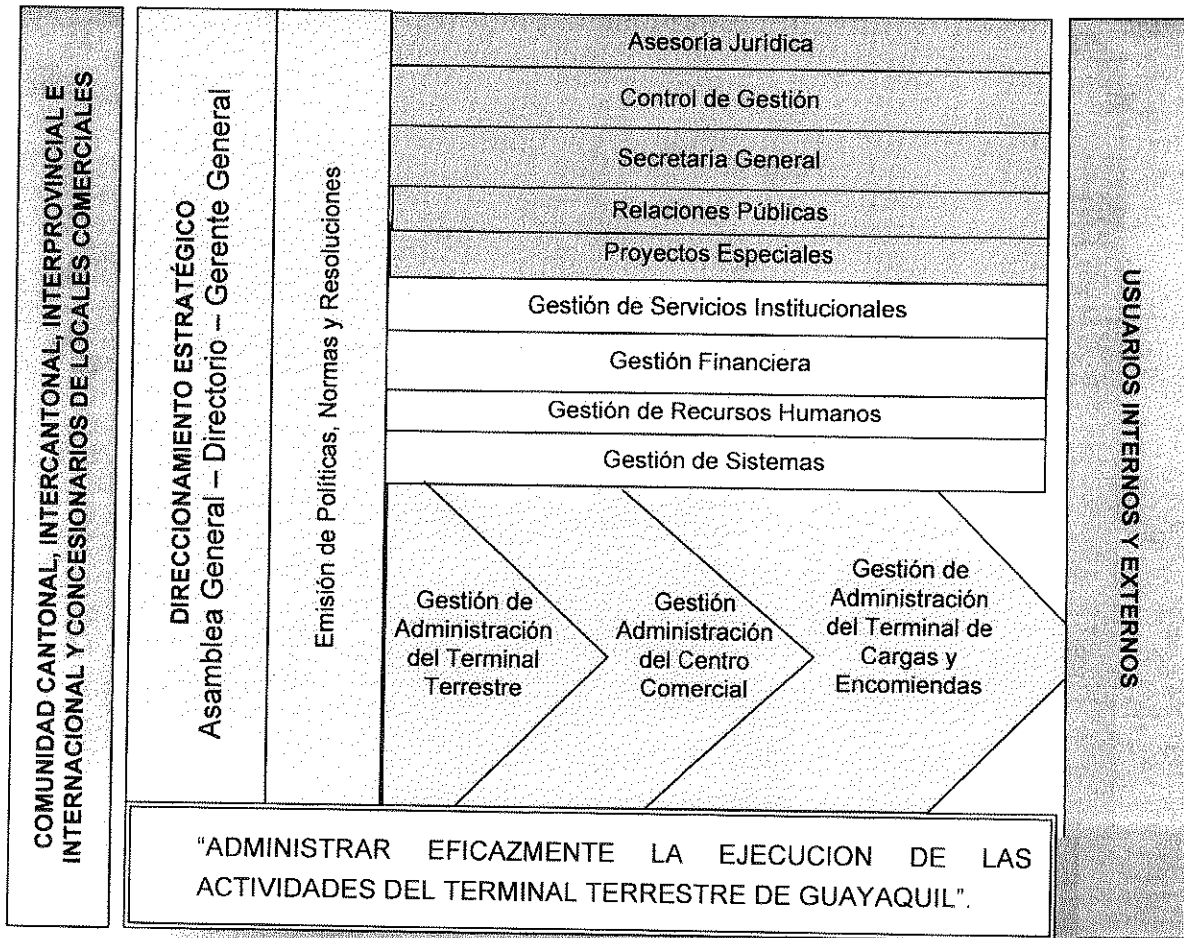 COMUNIDAD CANTONAL, INTERCANTONAL, INTERPROVINCIAL E
INTERNACIONAL Y CONCESIONARIOS DE LOCALES COMERCIALES
DIRECCIONAMIENTO ESTRATÉGICO
Asamblea General – Directorio – Gerente General
Emisión de Políticas, Normas y Resoluciones
Asesoría Jurídica
Control de Gestión
Secretaria General
Relaciones Públicas
Proyectos Especiales
Gestión de Servicios Institucionales
Gestión Financiera
Gestión de Recursos Humanos
Gestión de Sistemas
Gestión de
Administración
del Terminal
Terrestre
Gestión
Administración
del Centro
Comercial
Gestión de
Administración
del Terminal de
Cargas y
Encomiendas
USUARIOS INTERNOS Y EXTERNOS
“ADMINISTRAR EFICAZMENTE LA EJECUCION DE LAS
ACTIVIDADES DEL TERMINAL TERRESTRE DE GUAYAQUIL”.